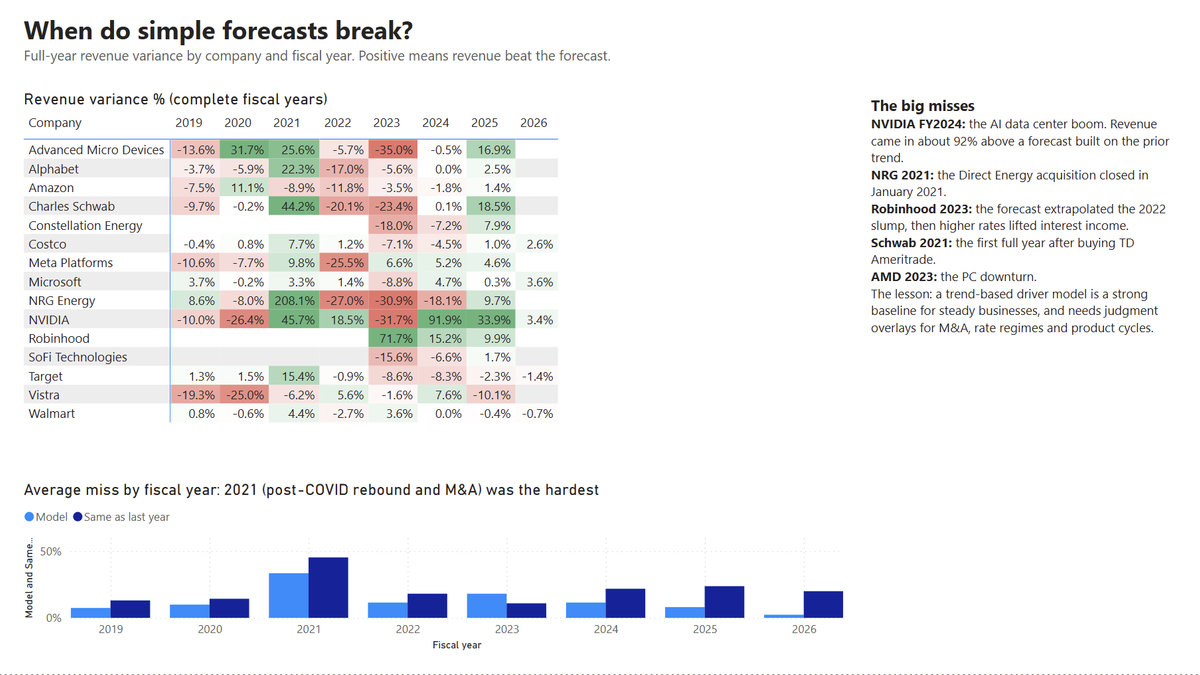 When do simple forecasts break?
Full-year revenue variance by company and fiscal year. Positive means revenue beat the forecast.
Revenue variance % (complete fiscal years)
Company 2019 2020 2021 2022 2023 2024 2025 2026
Advanced Micro Devices -13.6% 31.7% 25.6% -5.7% -35.0% -0.5% 16.9%
Alphabet -3.7% -5.9% 22.3% -17.0% -5.6% 0.0% 2.5%
Amazon -7.5% 11.1% -8.9% -11.8% -3.5% -1.8% 1.4%
Charles Schwab -9.7% -0.2% 44.2% -20.1% -23.4% 0.1% 18.5%
Constellation Energy -18.0% -7.2% 7.9%
Costco -0.4% 0.8% 7.7% 1.2% -7.1% -4.5% 1.0% 2.6%
Meta Platforms -10.6% -7.7% 9.8% -25.5% 6.6% 5.2% 4.6%
Microsoft 3.7% -0.2% 3.3% 1.4% -8.8% 4.7% 0.3% 3.6%
NRG Energy 8.6% -8.0% 208.1% -27.0% -30.9% -18.1% 9.7%
NVIDIA -10.0% -26.4% 45.7% 18.5% -31.7% 91.9% 33.9% 3.4%
Robinhood 71.7% 15.2% 9.9%
SoFi Technologies -15.6% -6.6% 1.7%
Target 1.3% 1.5% 15.4% -0.9% -8.6% -8.3% -2.3% -1.4%
Vistra -19.3% -25.0% -6.2% 5.6% -1.6% 7.6% -10.1%
Walmart 0.8% -0.6% 4.4% -2.7% 3.6% 0.0% -0.4% -0.7%
The big misses
NVIDIA FY2024: the AI data center boom. Revenue
came in about 92% above a forecast built on the prior
trend.
NRG 2021: the Direct Energy acquisition closed in
January 2021.
Robinhood 2023: the forecast extrapolated the 2022
slump, then higher rates lifted interest income.
Schwab 2021: the first full year after buying TD
Ameritrade.
AMD 2023: the PC downturn.
The lesson: a trend-based driver model is a strong
baseline for steady businesses, and needs judgment
overlays for M&A, rate regimes and product cycles.
Average miss by fiscal year: 2021 (post-COVID rebound and M&A) was the hardest
Model Same as last year
Model and Same...
50%
0%
2019 2020 2021 2022 2023 2024 2025 2026
Fiscal year